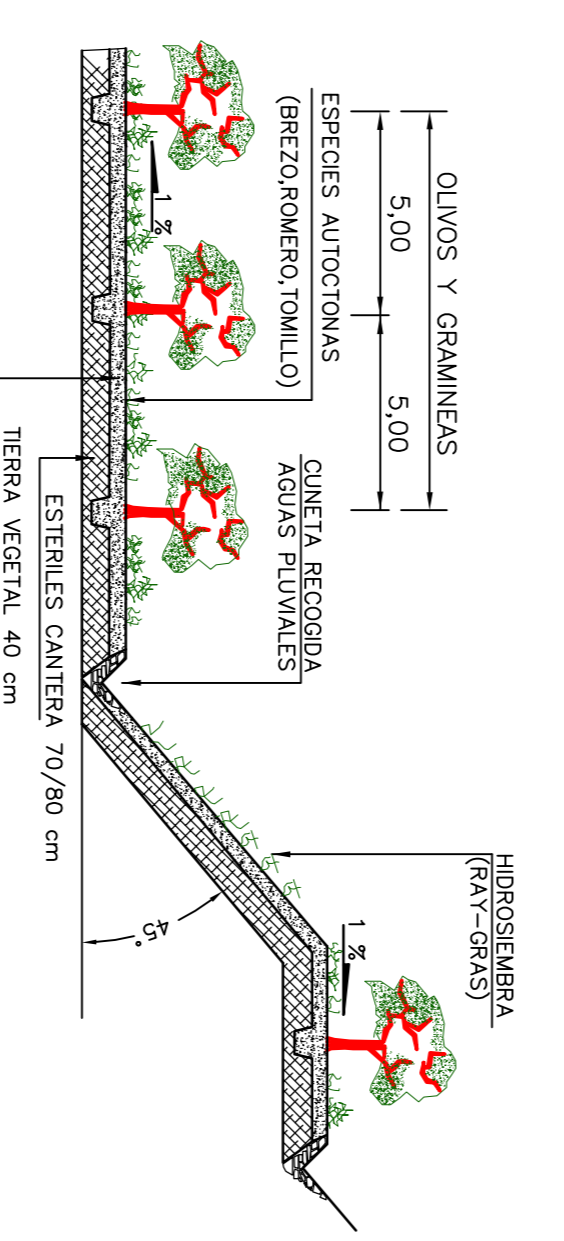 OLIVOS Y GRAMINEAS
5,00
5,00
ESPECIES AUTOCTONAS
(BREZO,ROMERO,TOMILLO)
1 %
CUNETA RECOGIDA
AGUAS PLUVIALES
HIDROSIEMBRA
(RAY-GRAS)
1 %
45°
ESTERILES CANTERA 70/80 cm
TIERRA VEGETAL 40 cm